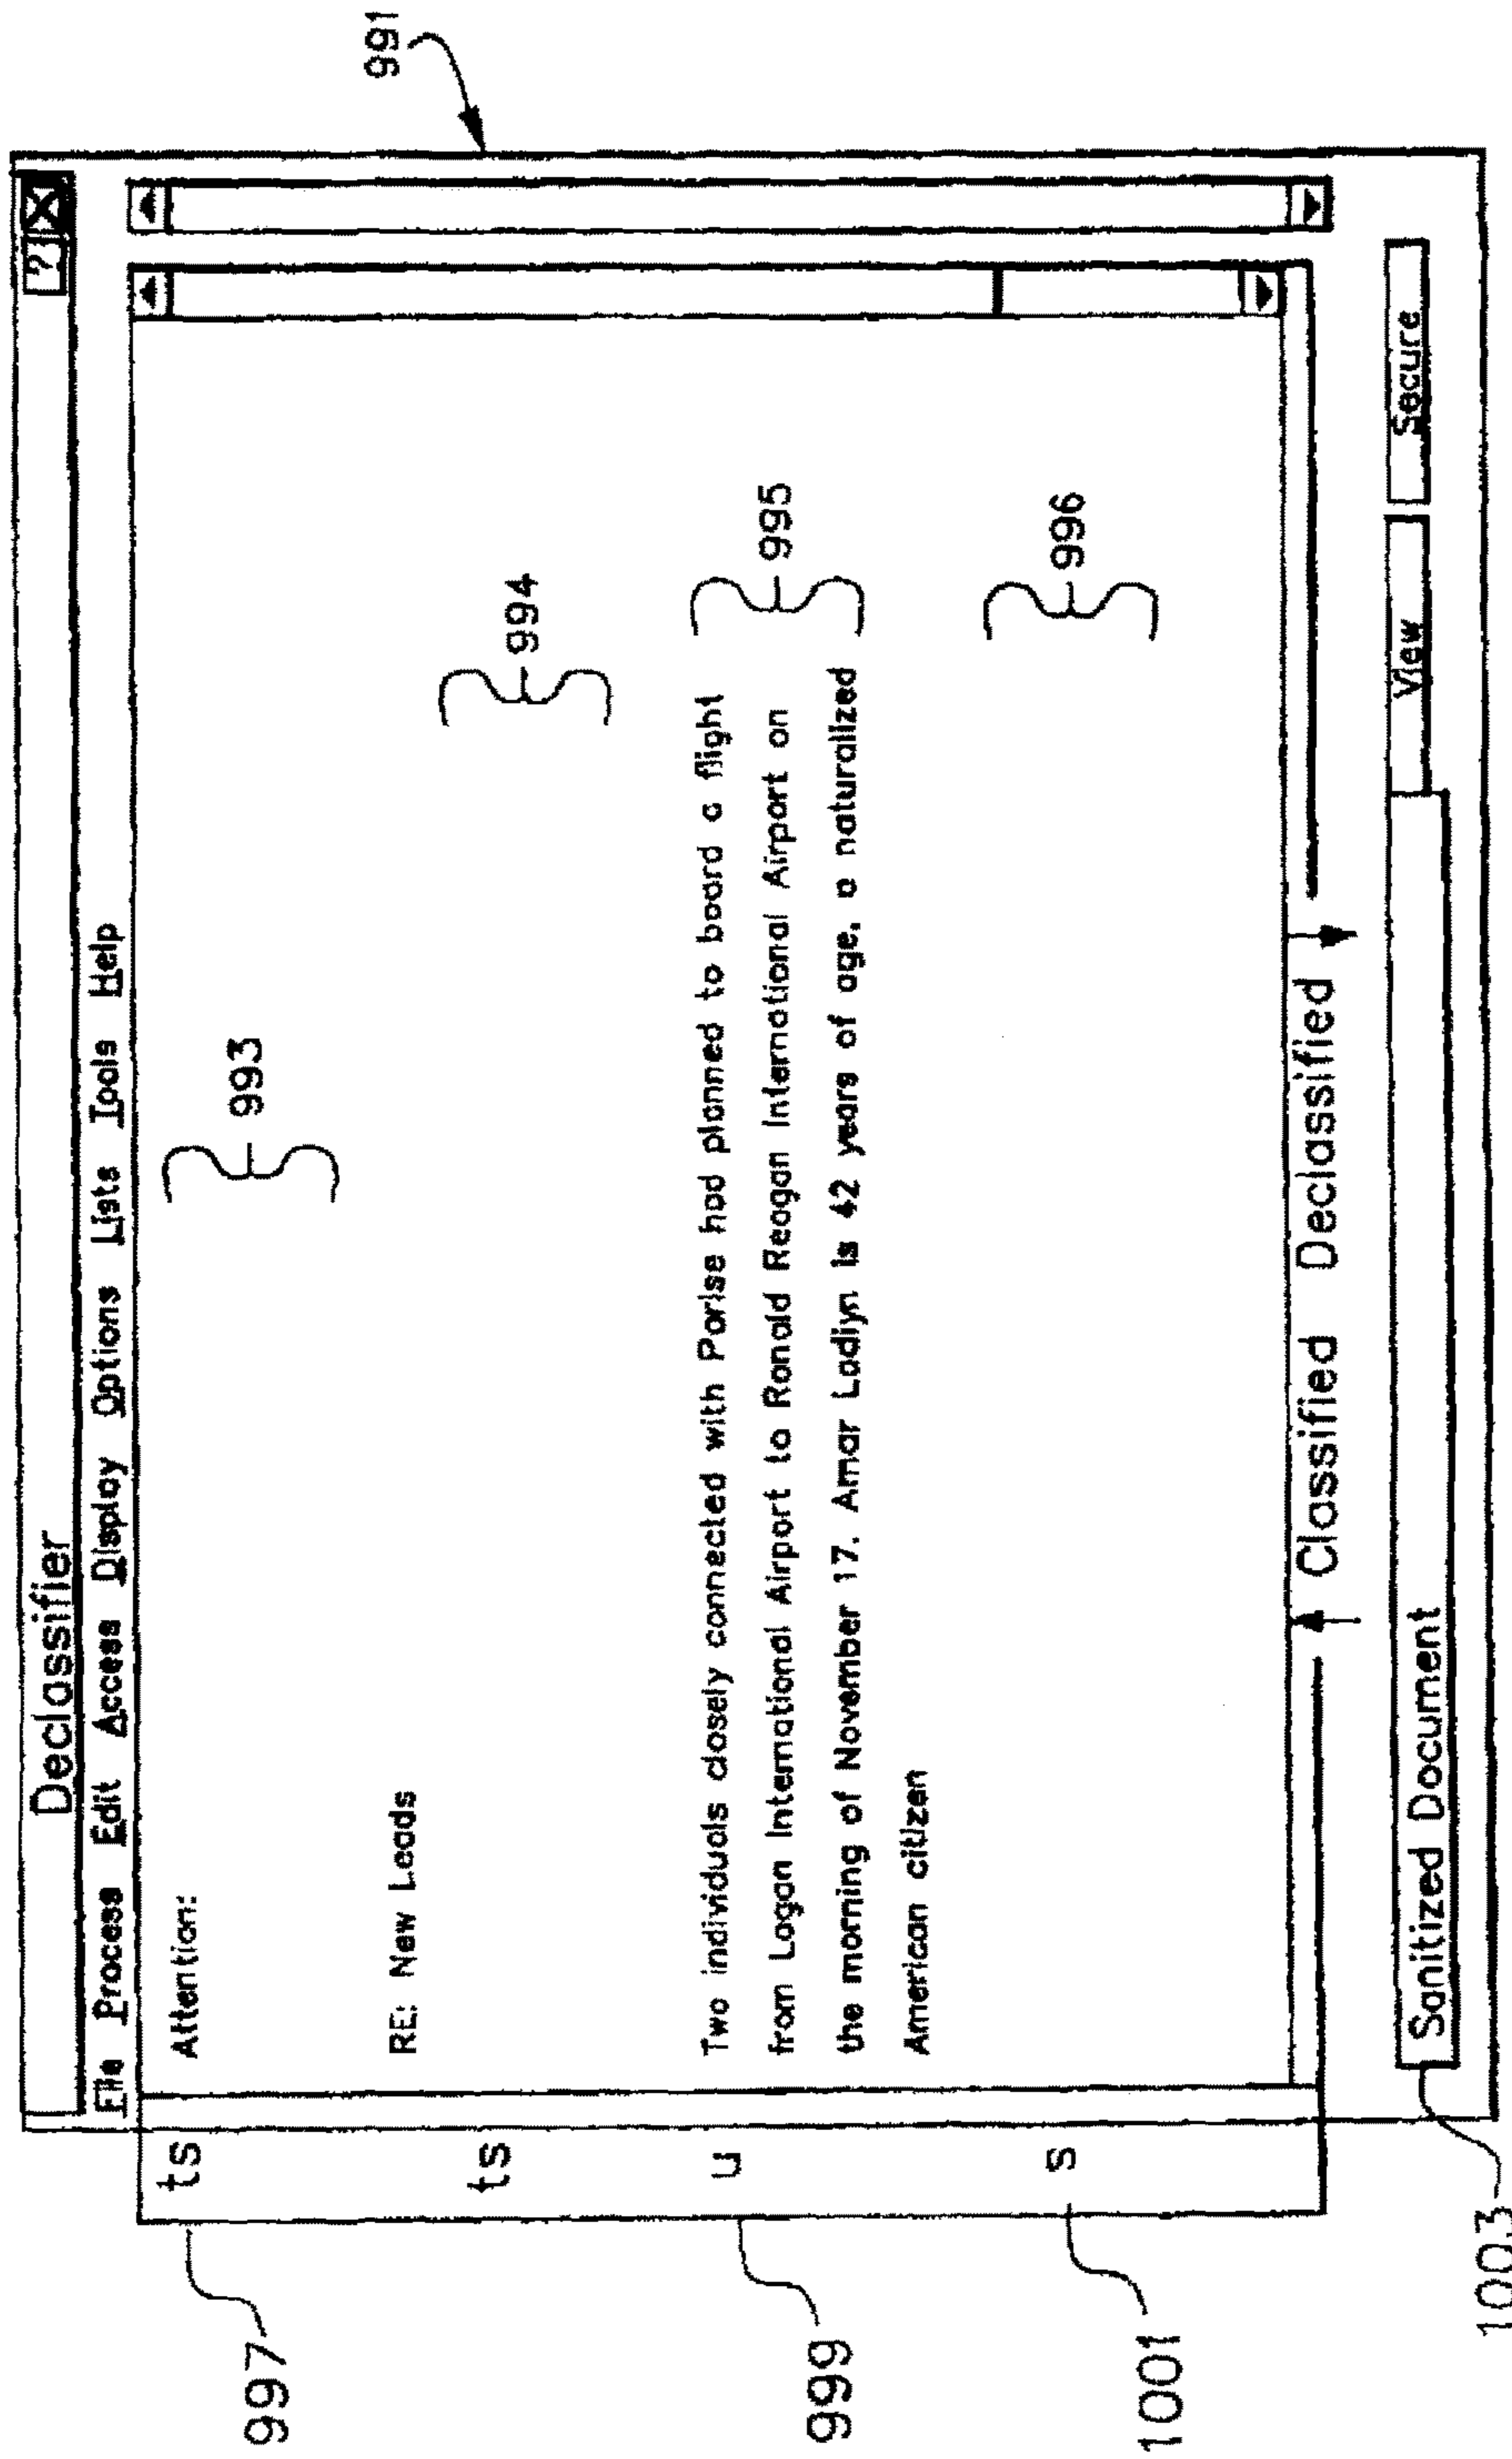 Declassifier
? X
File Process Edit Access Display Options Lists Tools Help
991
997
ts
Attention:
993
RE: New Leads
ts
994
999
u
Two individuals closely connected with Parise had planned to board a flight
from Logan International Airport to Ronald Reagan International Airport on
the morning of November 17. Amar Ladiyn is 42 years of age, a naturalized
American citizen
995
1001
s
996
Classified Declassified
1003
Sanitized Document
View
Secure